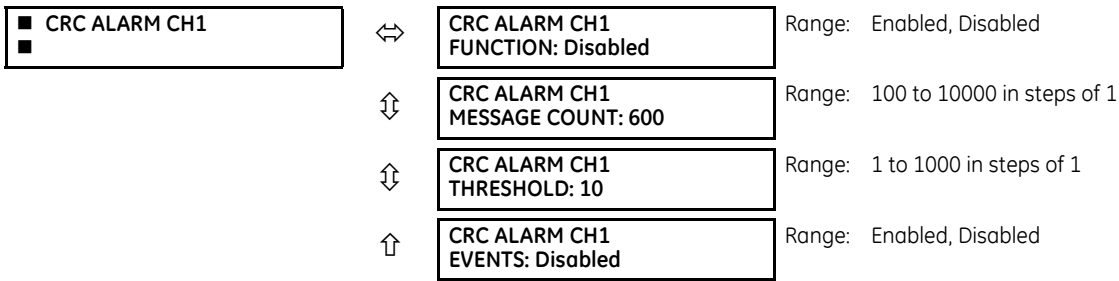 ■ CRC ALARM CH1
■
CRC ALARM CH1
FUNCTION: Disabled
Range: Enabled, Disabled
CRC ALARM CH1
MESSAGE COUNT: 600
Range: 100 to 10000 in steps of 1
CRC ALARM CH1
THRESHOLD: 10
Range: 1 to 1000 in steps of 1
CRC ALARM CH1
EVENTS: Disabled
Range: Enabled, Disabled